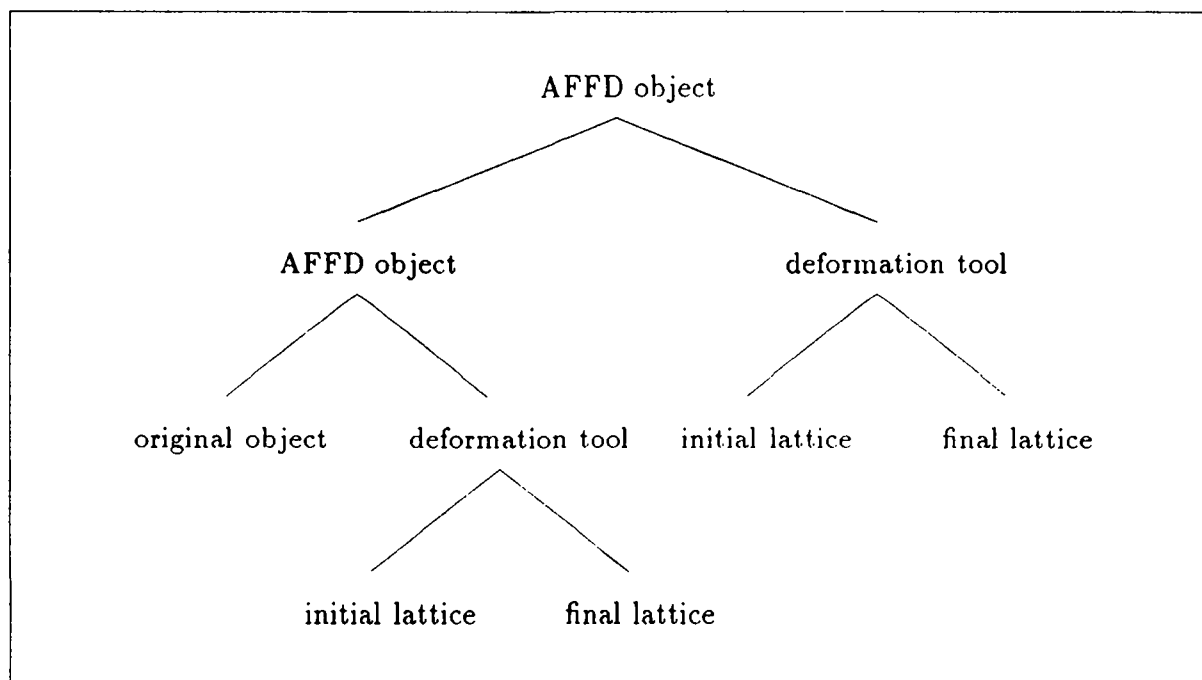 AFFD object
AFFD object
deformation tool
original object
deformation tool
initial lattice
final lattice
initial lattice
final lattice